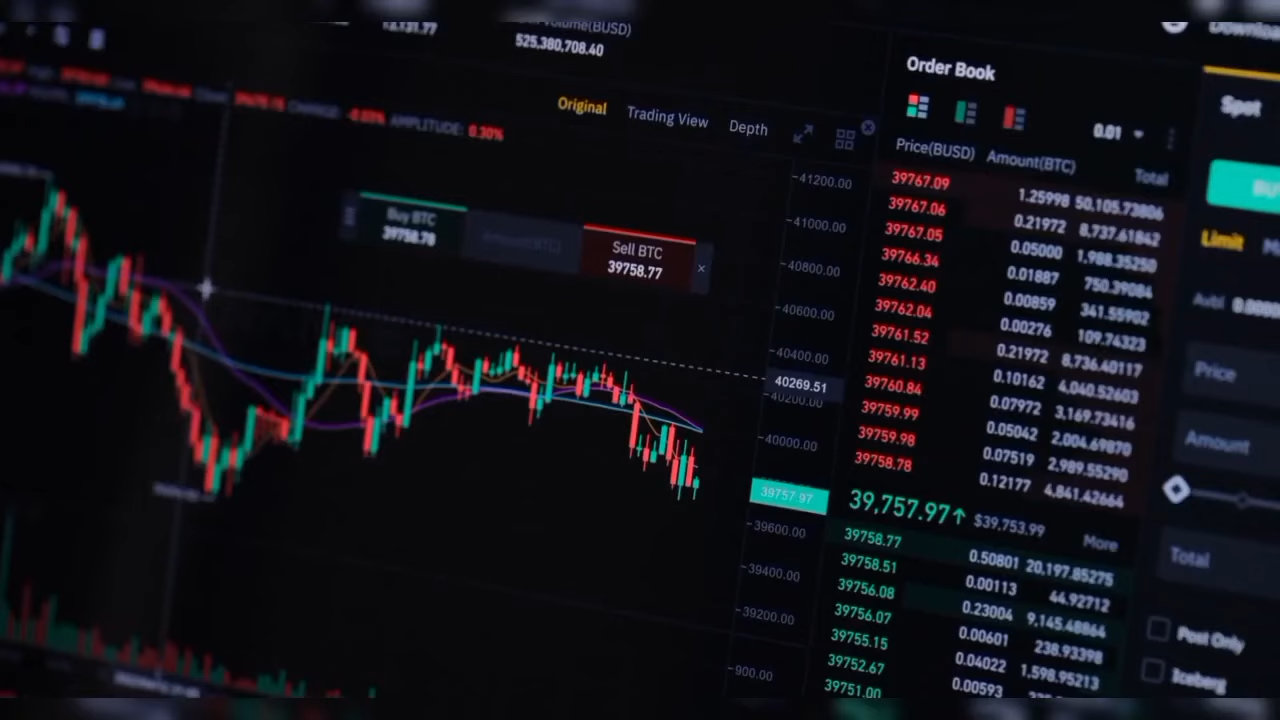 525,380,708.40
Original
Trading View
Depth
Buy BTC
39758.78
Sell BTC
39758.77
×
41200.00
41000.00
40800.00
40600.00
40400.00
40269.51
40200.00
40000.00
39757.97
39600.00
39400.00
39200.00
900.00
Order Book
0.01
Price(BUSD) Amount(BTC) Total
39767.09 1.25998 50,105.73806
39767.06 0.21972 8,737.61842
39767.05 0.05000 1,988.35250
39766.34 0.01887 750.39084
39762.40 0.00859 341.55902
39762.04 0.00276 109.74323
39761.52 0.21972 8,736.40117
39761.13 0.10162 4,040.52603
39760.84 0.07972 3,169.73416
39759.99 0.05042 2,004.69870
39759.98 0.07519 2,989.55290
39758.78 0.12177 4,841.42664
39,757.97↑ $39,753.99 More
39758.77 0.50801 20,197.85275
39758.51 0.00113 44.92712
39756.08 0.23004 9,145.48864
39756.07 0.00601 238.93398
39755.15 0.04022 1,598.95213
39752.67 0.00593
39751.00
Spot
Limit
Price
Amount
Total
Post Only
Iceberg